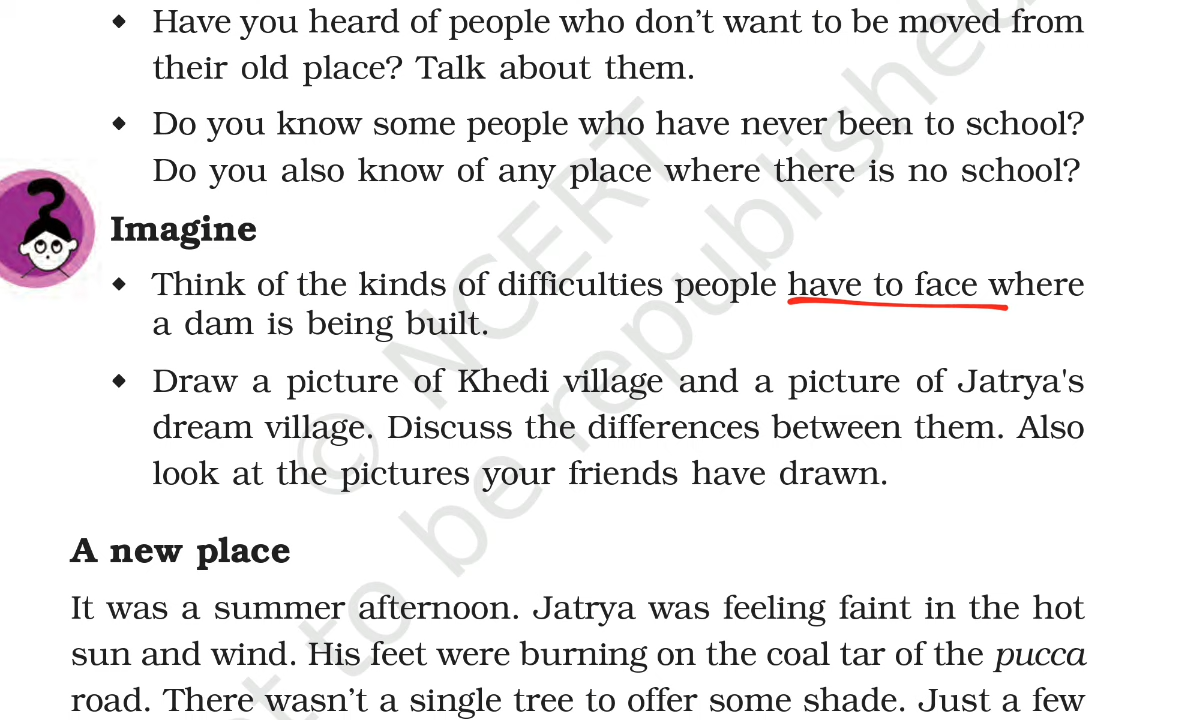 ◆ Have you heard of people who don’t want to be moved from
their old place? Talk about them.
◆ Do you know some people who have never been to school?
Do you also know of any place where there is no school?
Imagine
◆ Think of the kinds of difficulties people have to face where
a dam is being built.
◆ Draw a picture of Khedi village and a picture of Jatrya's
dream village. Discuss the differences between them. Also
look at the pictures your friends have drawn.
A new place
It was a summer afternoon. Jatrya was feeling faint in the hot
sun and wind. His feet were burning on the coal tar of the pucca
road. There wasn’t a single tree to offer some shade. Just a few
© NCERT
to be republished